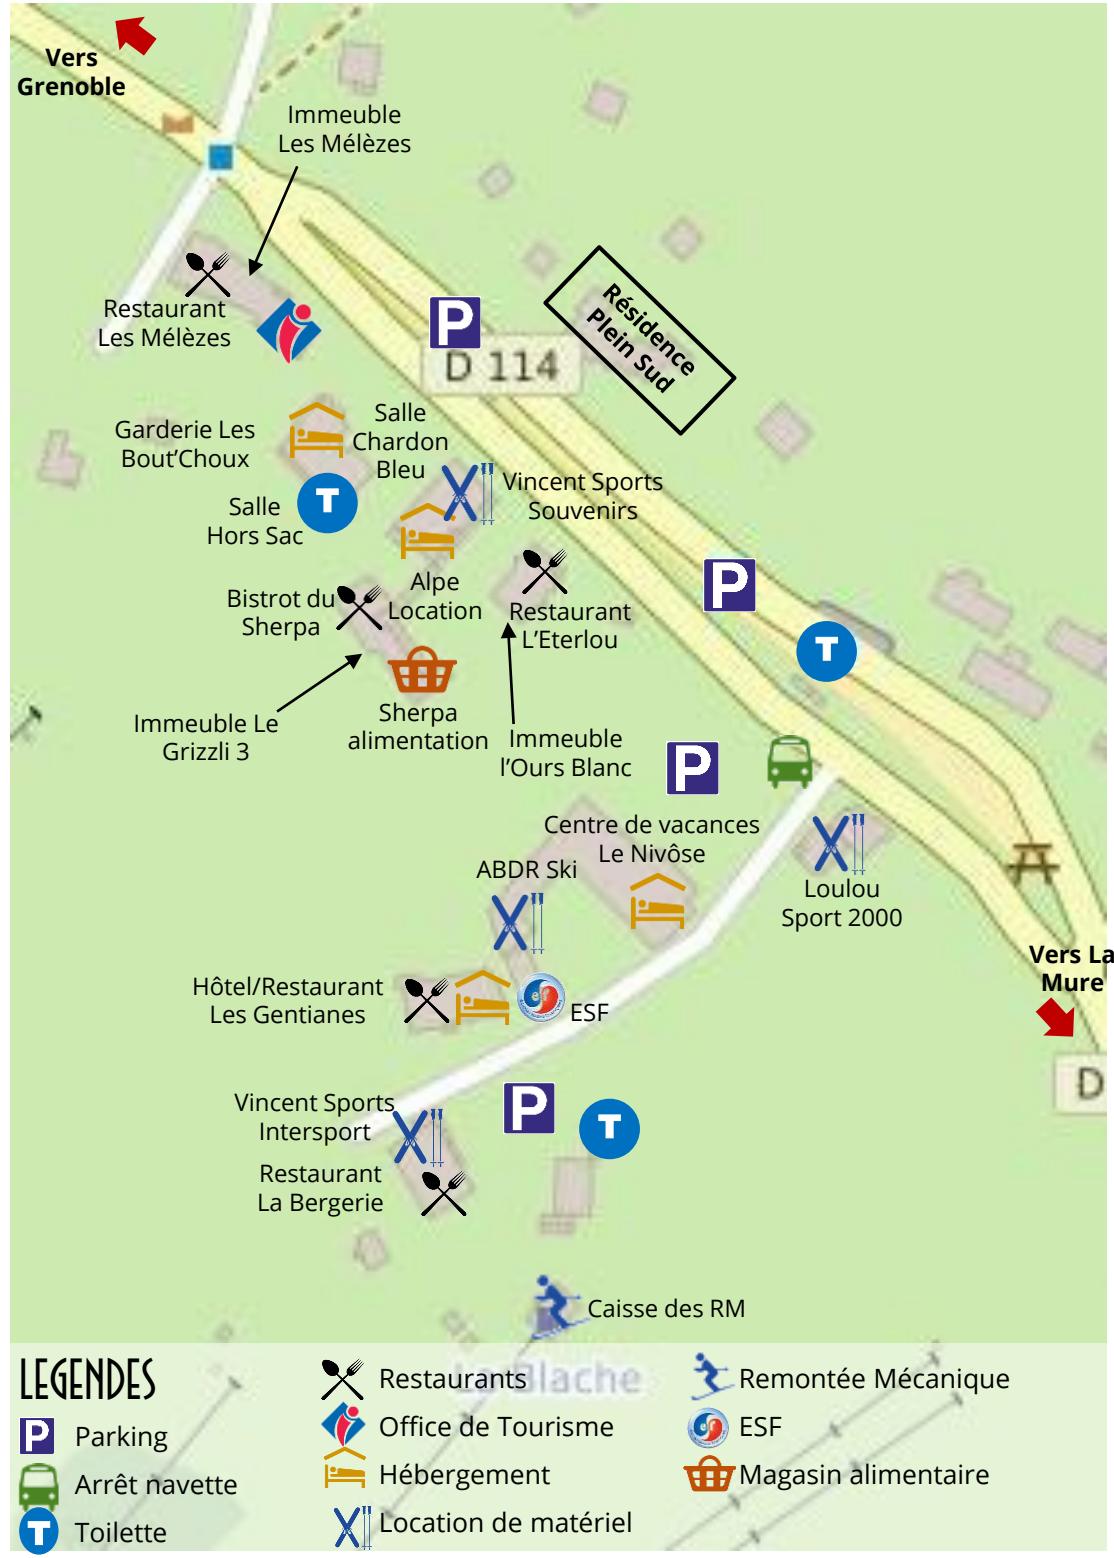 Vers
Grenoble
Immeuble
Les Mélèzes
Restaurant
Les Mélèzes
P
D 114
Résidence
Plein Sud
Garderie Les
Bout’Choux
Salle
Chardon
Bleu
Salle
Hors Sac
T
Vincent Sports
Souvenirs
Alpe
Location
Bistrot du
Sherpa
Restaurant
L’Eterlou
P
T
Immeuble Le
Grizzli 3
Sherpa
alimentation
Immeuble
l’Ours Blanc
P
Centre de vacances
Le Nivôse
ABDR Ski
Loulou
Sport 2000
Vers La
Mure
Hôtel/Restaurant
Les Gentianes
ESF
D
Vincent Sports
Intersport
P
T
Restaurant
La Bergerie
Caisse des RM
La Blache
LEGENDES
P Parking
Arrêt navette
T Toilette
Restaurants
Office de Tourisme
Hébergement
Location de matériel
Remontée Mécanique
ESF
Magasin alimentaire